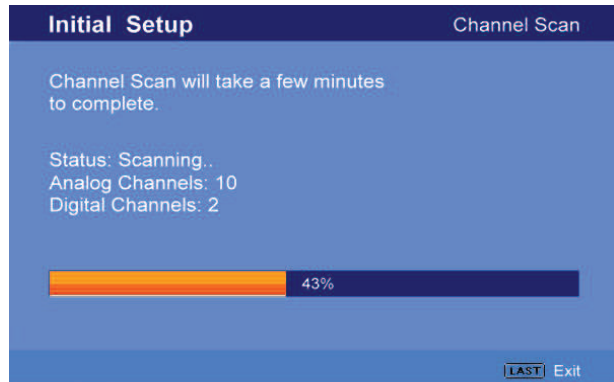 Initial Setup
Channel Scan
Channel Scan will take a few minutes
to complete.
Status: Scanning..
Analog Channels: 10
Digital Channels: 2
43%
LAST Exit